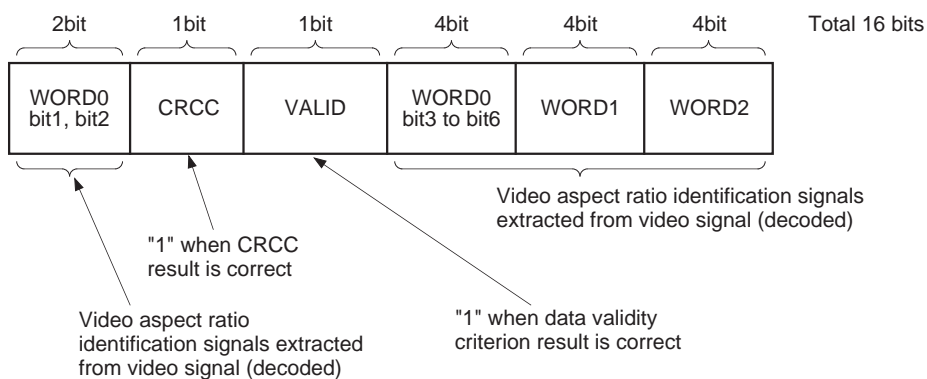 2bit 1bit 1bit 4bit 4bit 4bit Total 16 bits
WORD0
bit1, bit2
CRCC
VALID
WORD0
bit3 to bit6
WORD1
WORD2
Video aspect ratio identification signals
extracted from video signal (decoded)
"1" when CRCC
result is correct
Video aspect ratio
identification signals extracted
from video signal (decoded)
"1" when data validity
criterion result is correct